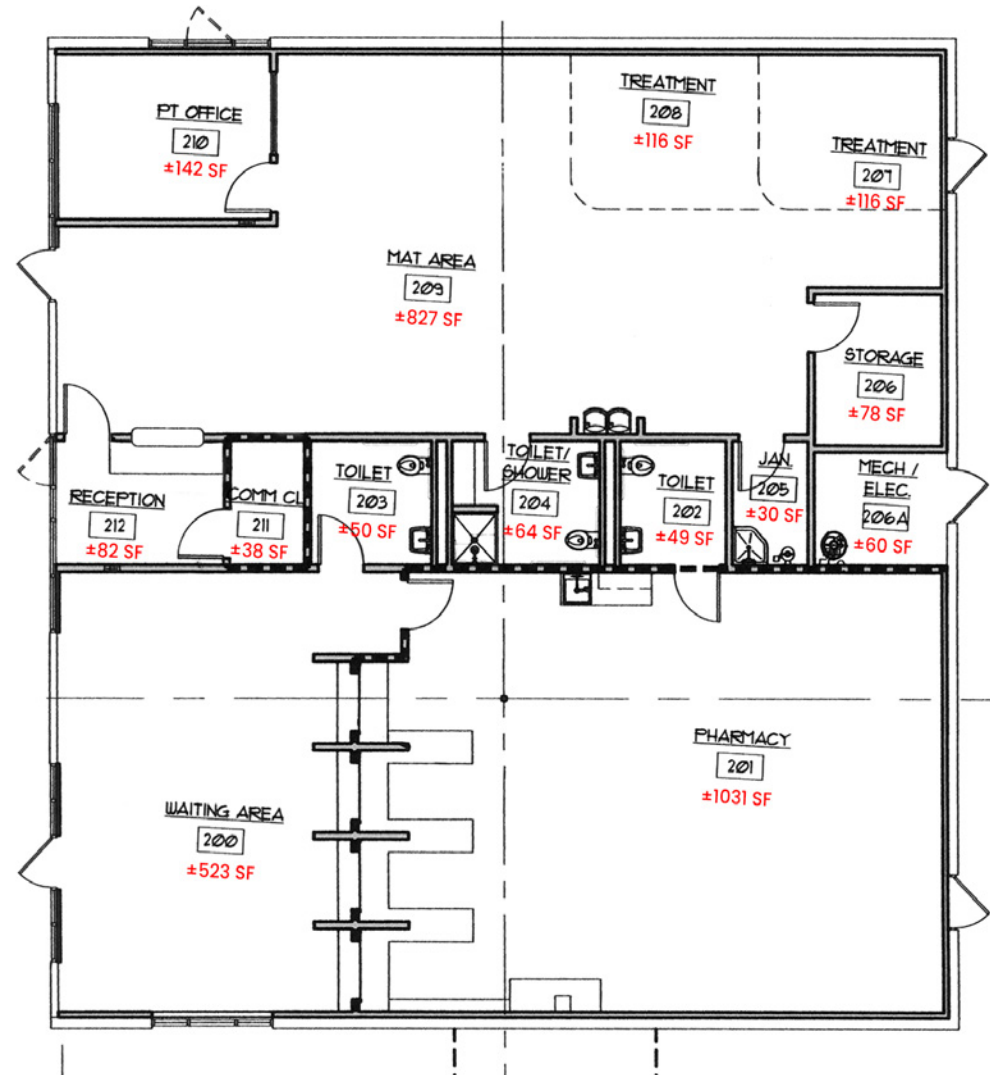 PT OFFICE
210
±142 SF
TREATMENT
208
±116 SF
TREATMENT
207
±116 SF
MAT AREA
209
±827 SF
STORAGE
206
±78 SF
RECEPTION
212
±82 SF
COMM CL
211
±38 SF
TOILET
203
±50 SF
TOILET/
SHOWER
204
±64 SF
TOILET
202
±49 SF
JAN.
205
±30 SF
MECH /
ELEC.
206A
±60 SF
WAITING AREA
200
±523 SF
PHARMACY
201
±1031 SF